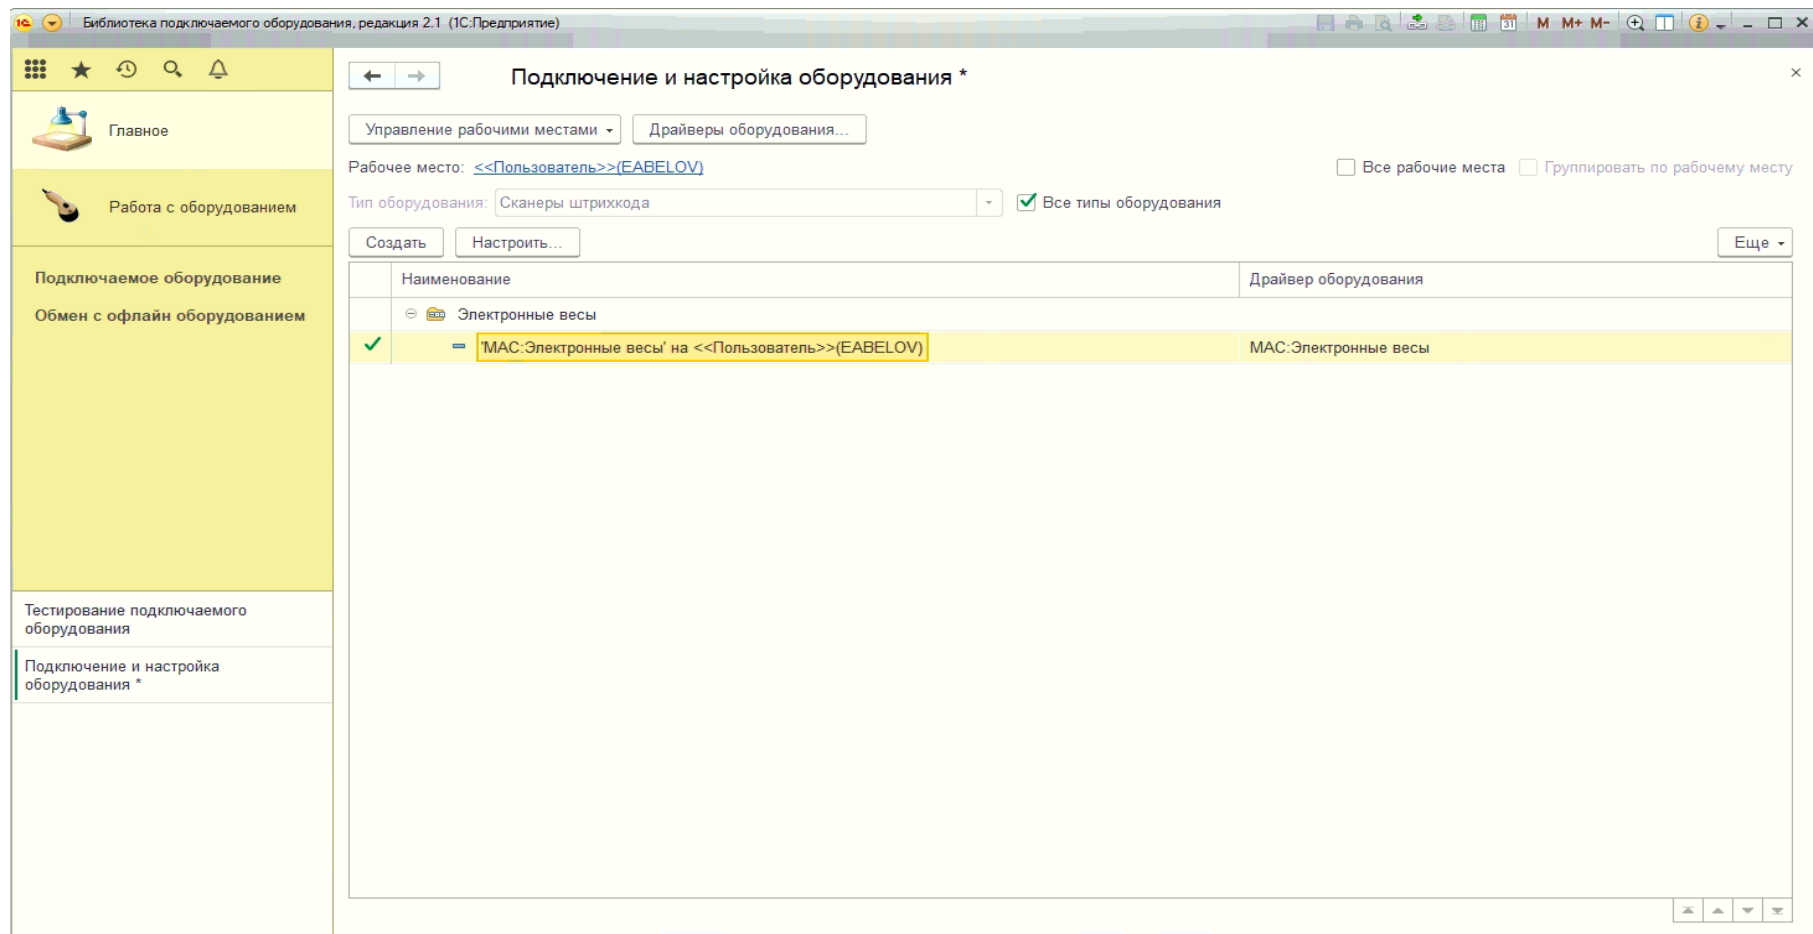 Библиотека подключаемого оборудования, редакция 2.1 (1С:Предприятие)
31 M M+ M-
Главное
Работа с оборудованием
Подключаемое оборудование
Обмен с офлайн оборудованием
Тестирование подключаемого
оборудования
Подключение и настройка
оборудования *
Подключение и настройка оборудования *
Управление рабочими местами
Драйверы оборудования...
Рабочее место: <<Пользователь>>(EABELOV)
Все рабочие места
Группировать по рабочему месту
Тип оборудования: Сканеры штрихкода
Все типы оборудования
Создать
Настроить...
Еще
Наименование
Драйвер оборудования
Электронные весы
'МАС:Электронные весы' на <<Пользователь>>(EABELOV)
МАС:Электронные весы